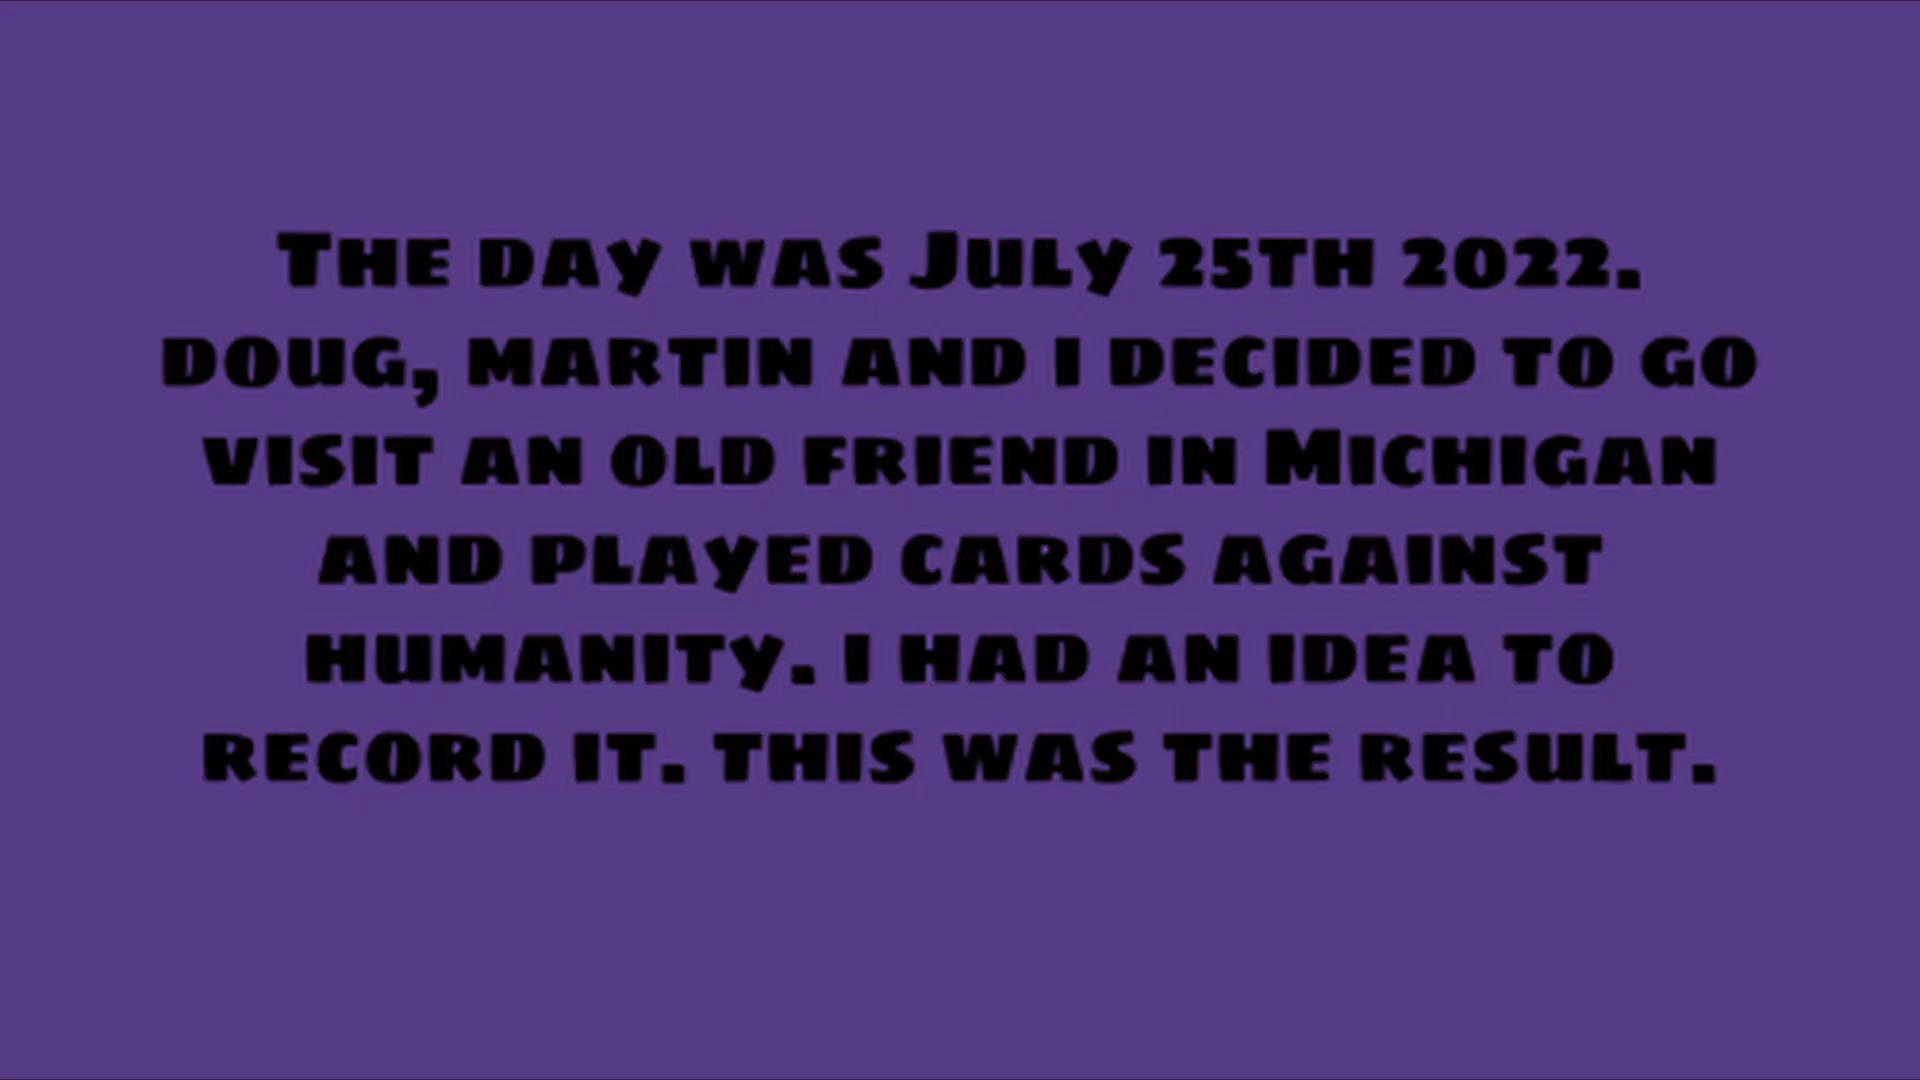 The day was July 25th 2022.
doug, martin and i decided to go
visit an old friend in Michigan
and played cards against
humanity. i had an idea to
record it. this was the result.